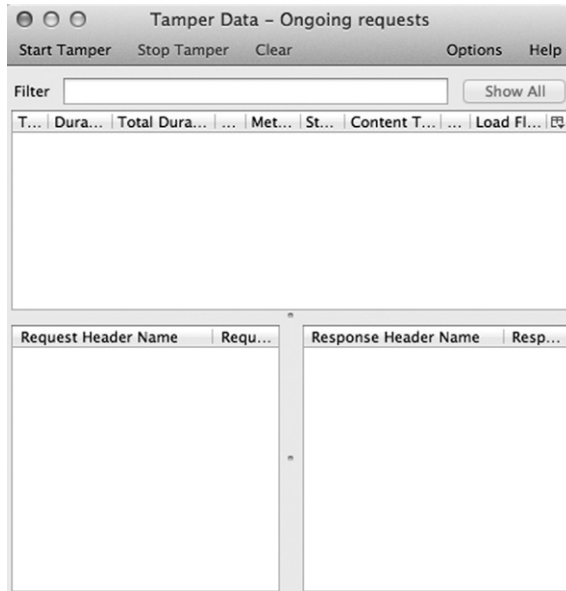 Tamper Data – Ongoing requests
Start Tamper Stop Tamper Clear Options Help
Filter Show All
T... Dura... Total Dura... ... Met... St... Content T... ... Load Fl...
Request Header Name Requ... Response Header Name Resp...